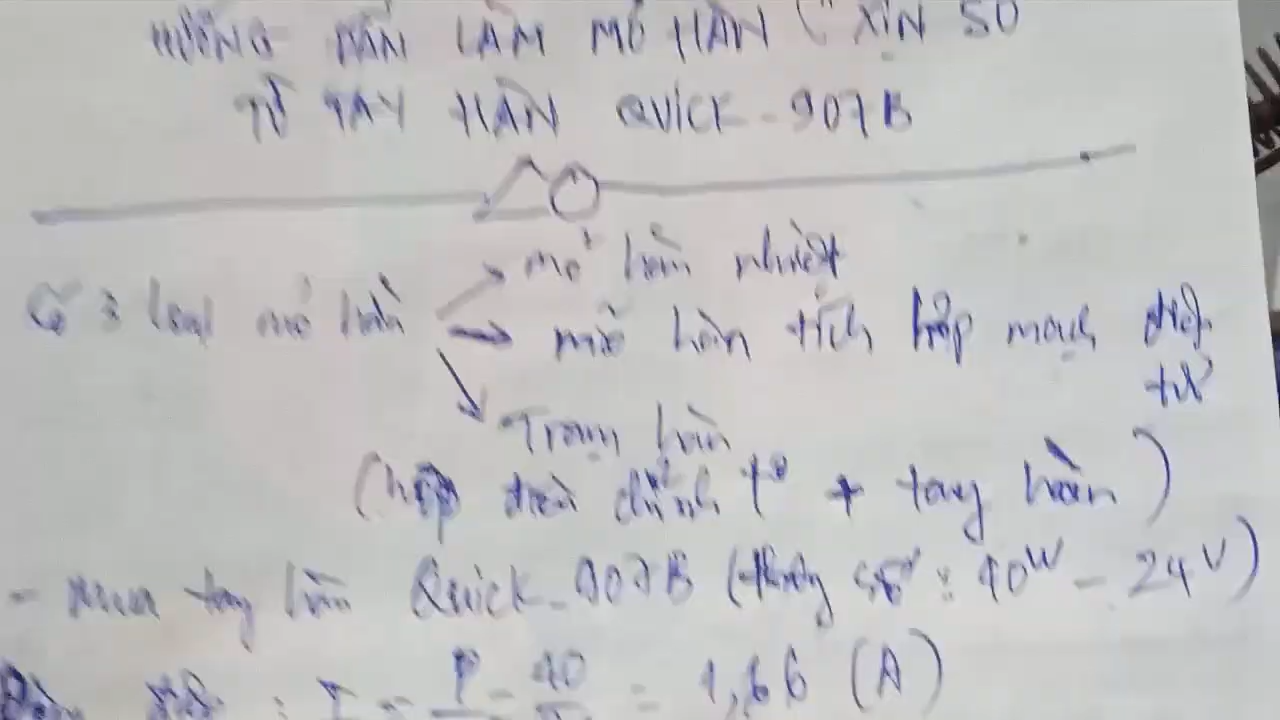 HƯỚNG DẪN LÀM MỎ HÀN ("XỊN SÒ
TỪ TAY HÀN QUICK-907B
Có 3 loại mỏ hàn
→ mỏ hàn nhiệt
→ mỏ hàn tích hợp mạch điện
tử
→ Trạm hàn
(hộp điều chỉnh t° + tay hàn)
- mua tay hàn Quick-907B (thông số: 40W - 24V)
: I = P = 40 = 1,66 (A)